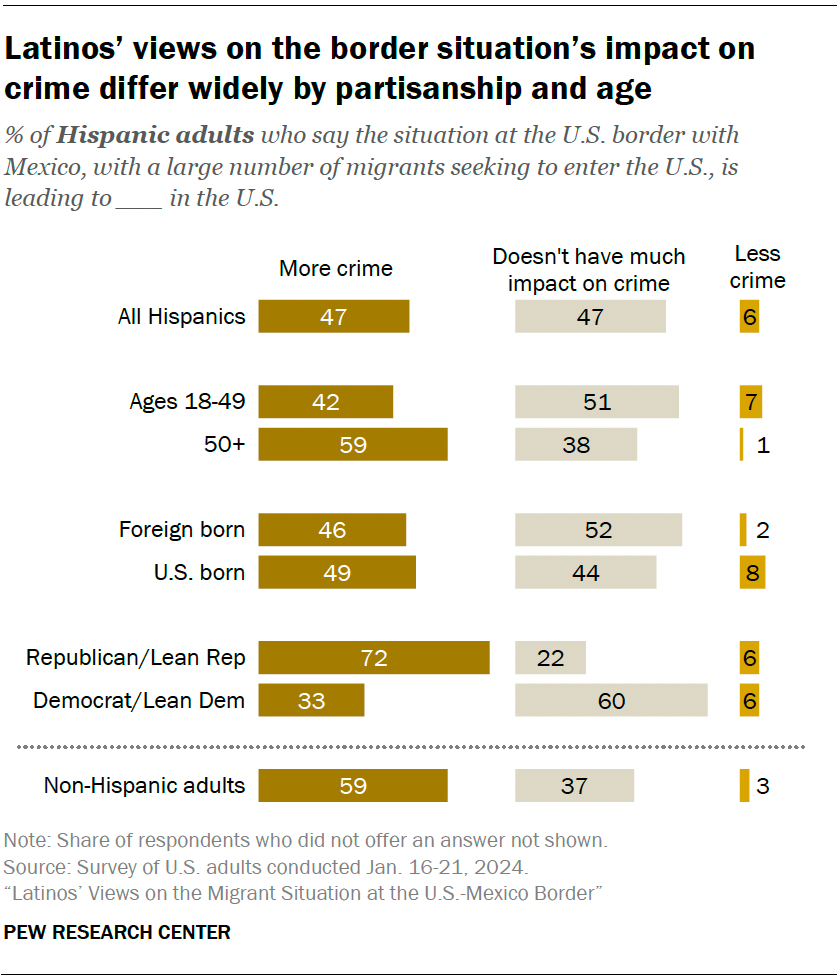 Latinos’ views on the border situation’s impact on
crime differ widely by partisanship and age
% of Hispanic adults who say the situation at the U.S. border with
Mexico, with a large number of migrants seeking to enter the U.S., is
leading to ___ in the U.S.
More crime
Doesn't have much
impact on crime
Less
crime
All Hispanics 47 47 6
Ages 18-49 42 51 7
50+ 59 38 1
Foreign born 46 52 2
U.S. born 49 44 8
Republican/Lean Rep 72 22 6
Democrat/Lean Dem 33 60 6
Non-Hispanic adults 59 37 3
Note: Share of respondents who did not offer an answer not shown.
Source: Survey of U.S. adults conducted Jan. 16-21, 2024.
“Latinos’ Views on the Migrant Situation at the U.S.-Mexico Border”
PEW RESEARCH CENTER